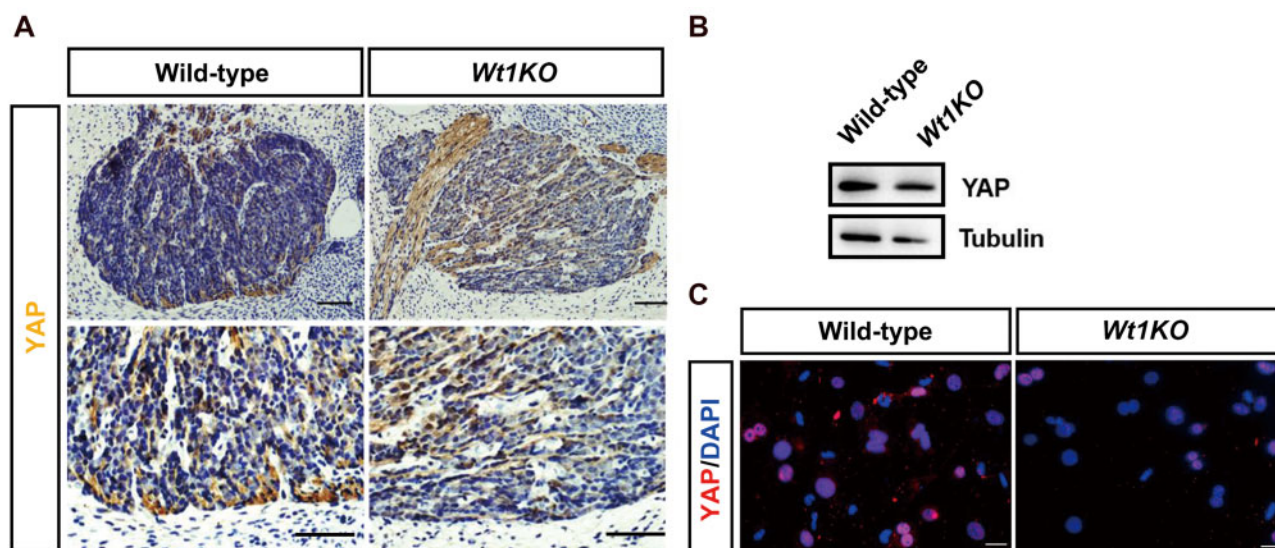 A
Wild-type
Wt1KO
YAP
B
Wild-type
Wt1KO
YAP
Tubulin
C
Wild-type
Wt1KO
YAP/DAPI